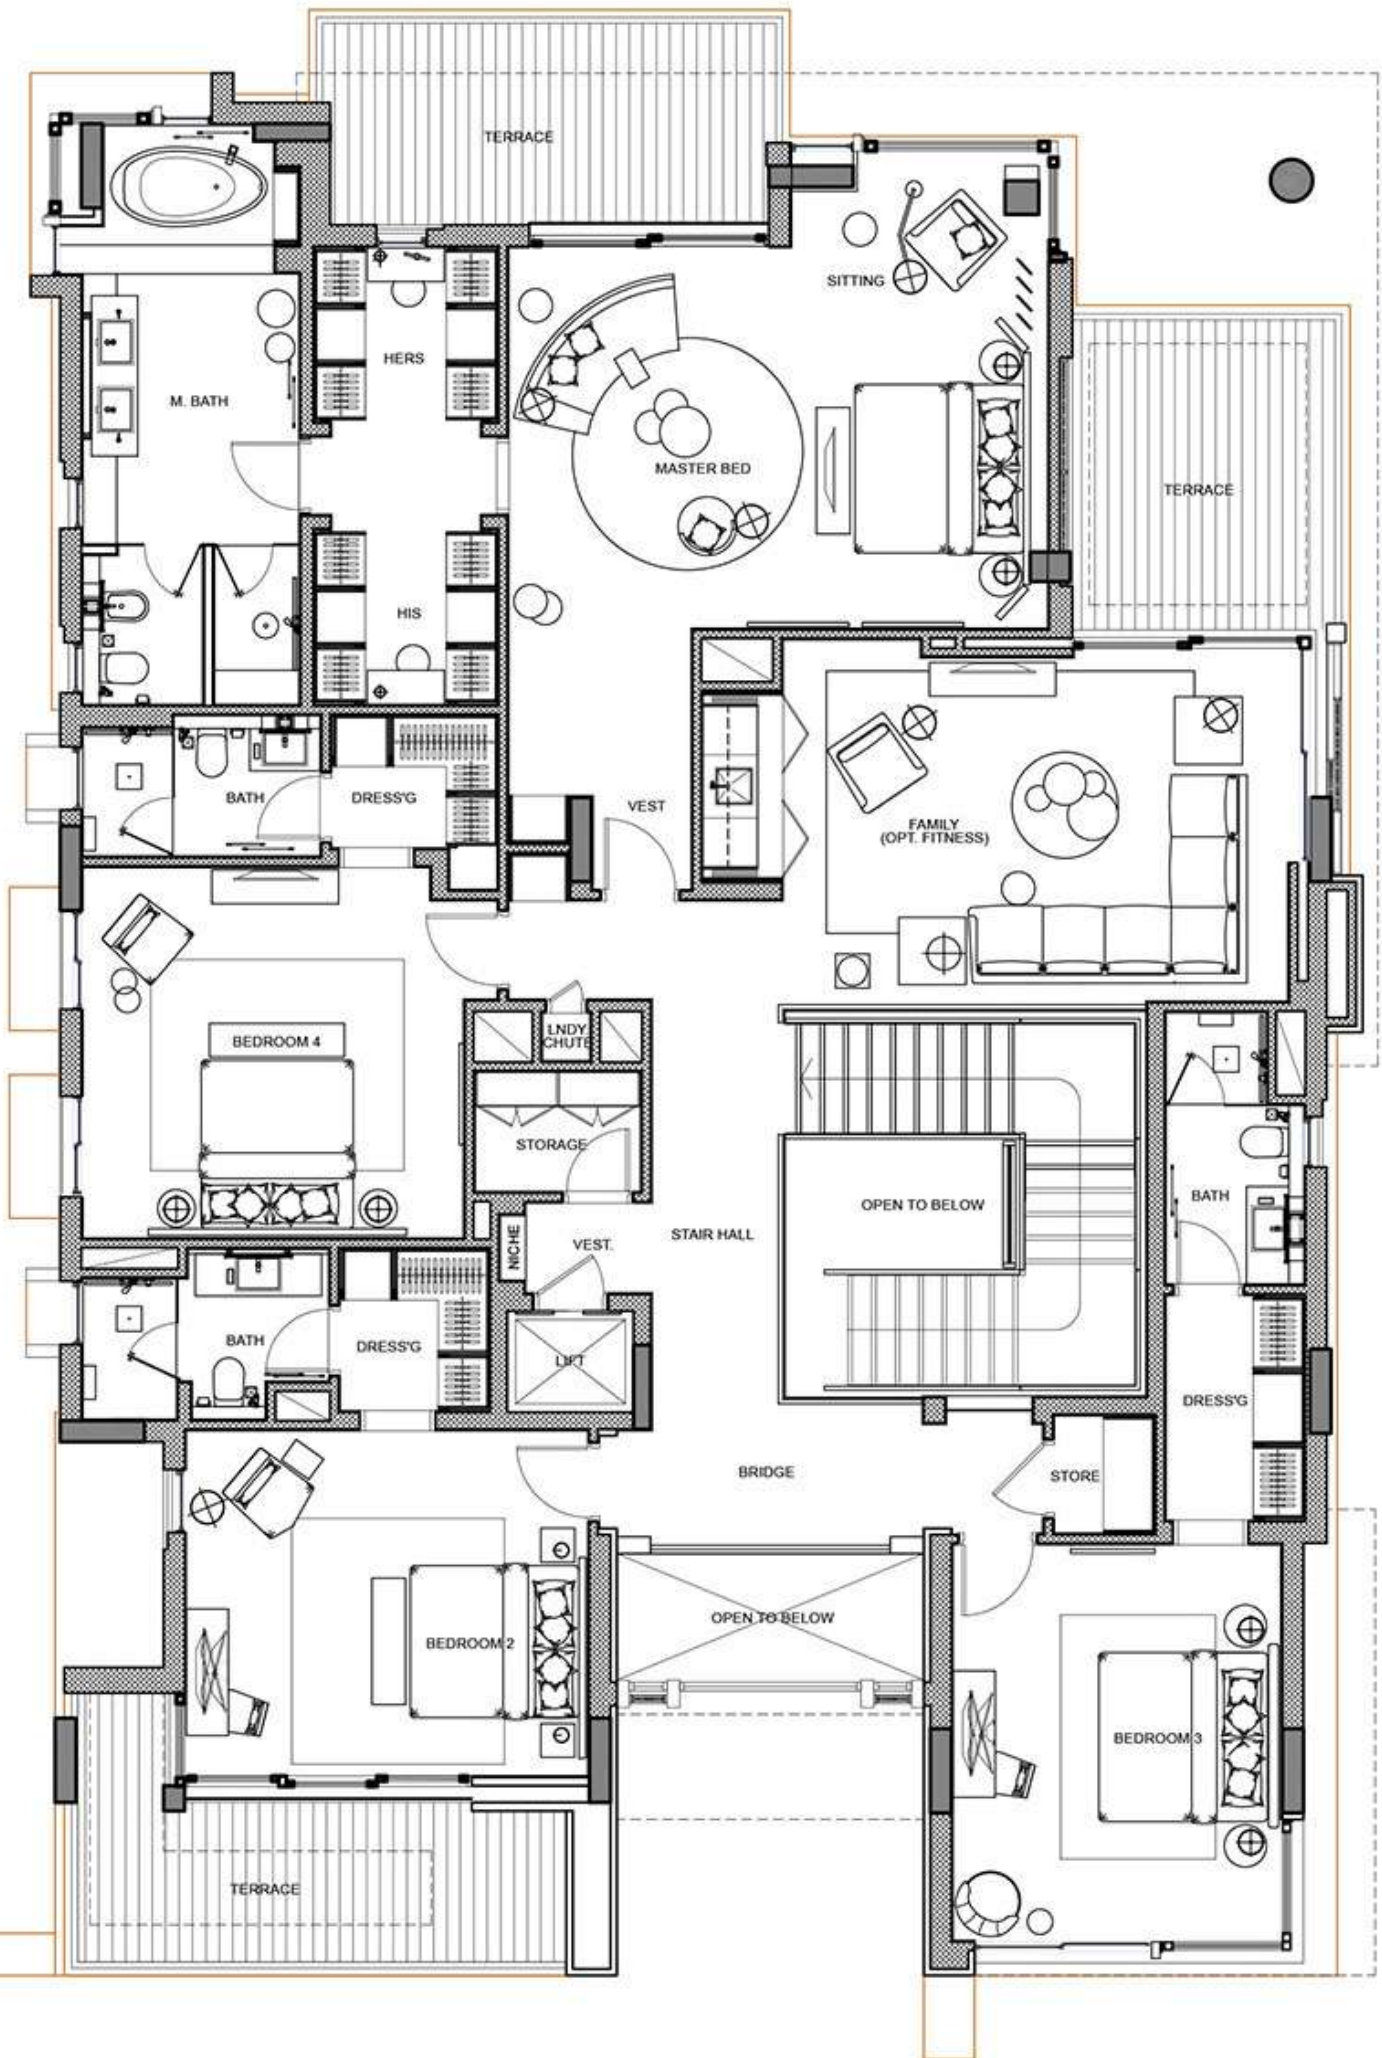 TERRACE
SITTING
HERS
M. BATH
MASTER BED
TERRACE
HIS
VEST
BATH
DRESS'G
FAMILY
(OPT. FITNESS)
LNDY
CHUTE
BEDROOM 4
STORAGE
OPEN TO BELOW
BATH
STAIR HALL
NICHE
VEST.
BATH
DRESS'G
LIFT
DRESS'G
BRIDGE
STORE
OPEN TO BELOW
BEDROOM 2
BEDROOM 3
TERRACE